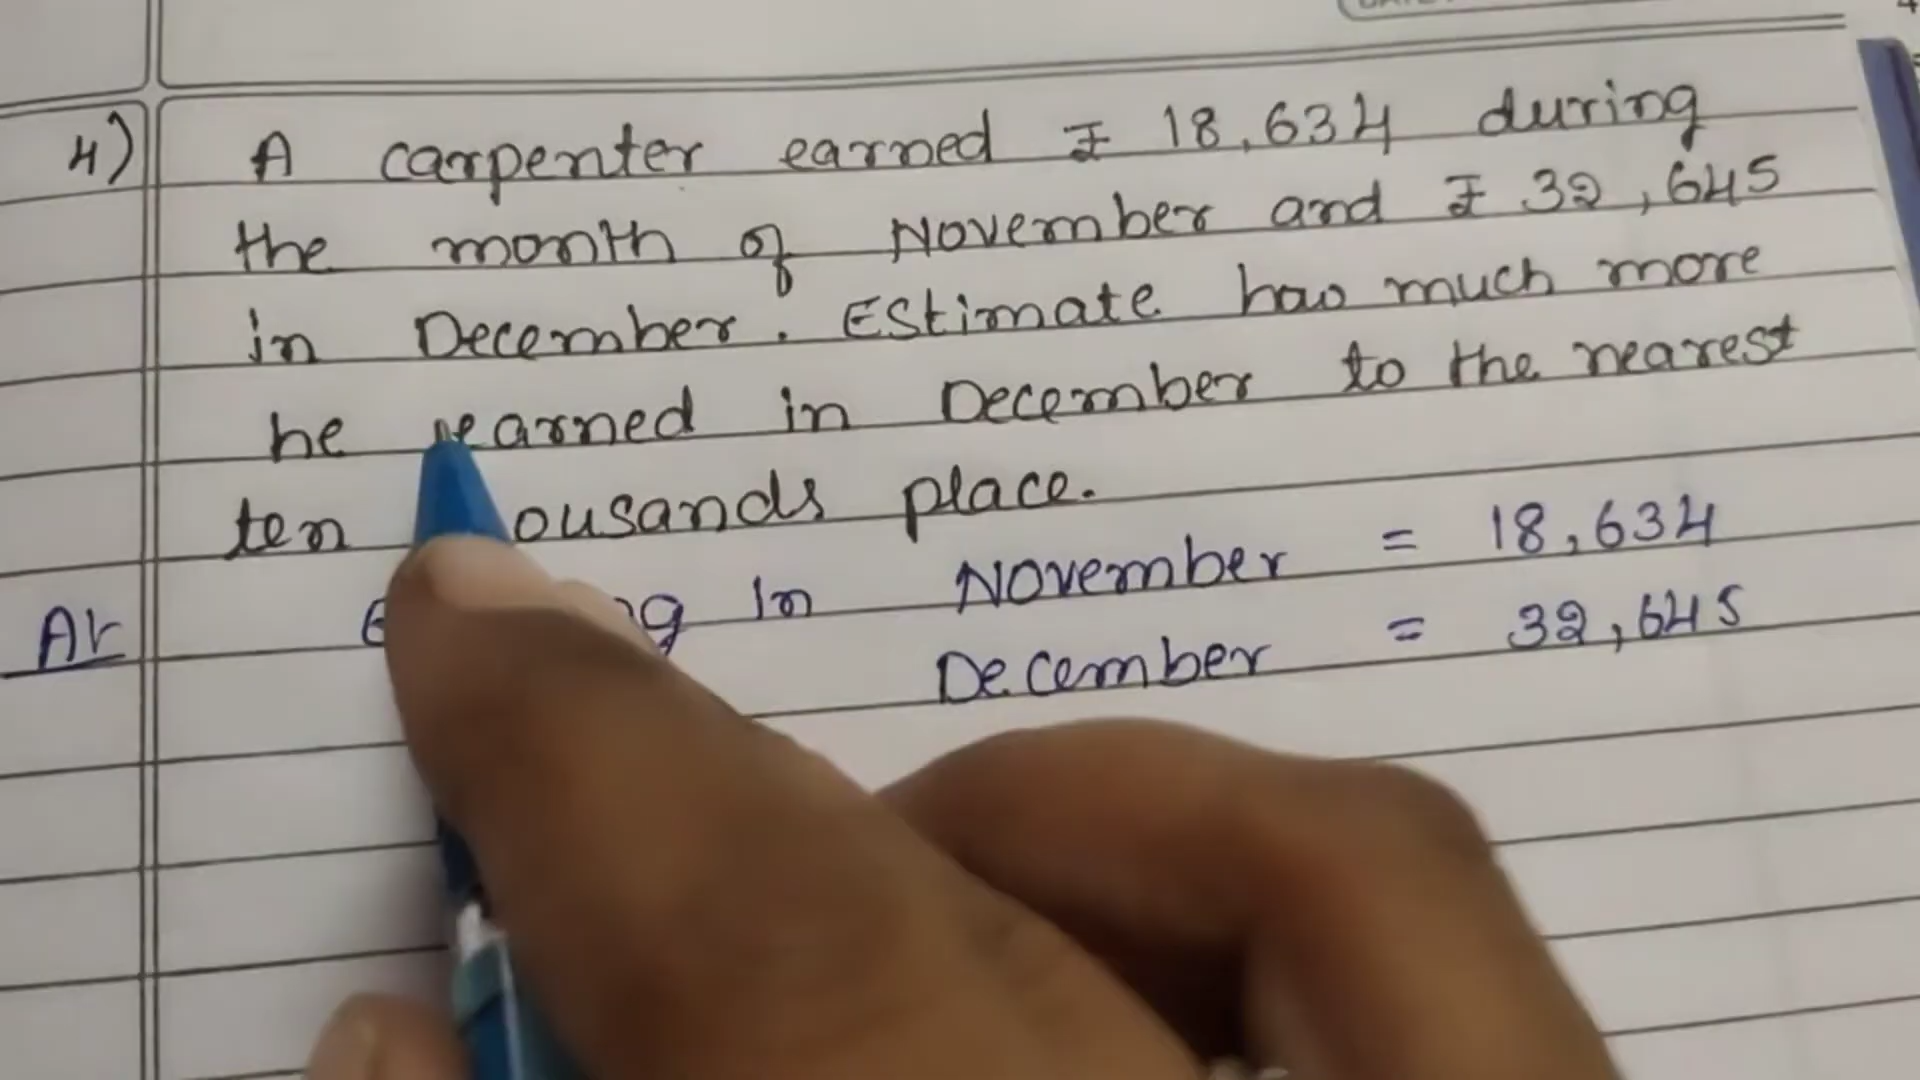 4) A carpenter earned ₹ 18,634 during
the month of November and ₹ 32,645
in December. Estimate how much more
he earned in December to the nearest
ten ousands place.
Ar ng in November = 18,634
December = 32,645